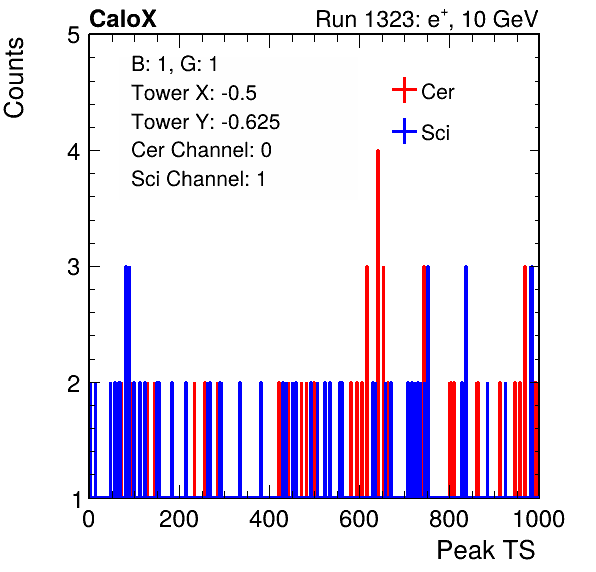 CaloX
Run 1323: e+, 10 GeV
Counts
5
4
3
2
1
B: 1, G: 1
Tower X: -0.5
Tower Y: -0.625
Cer Channel: 0
Sci Channel: 1
Cer
Sci
0 200 400 600 800 1000
Peak TS